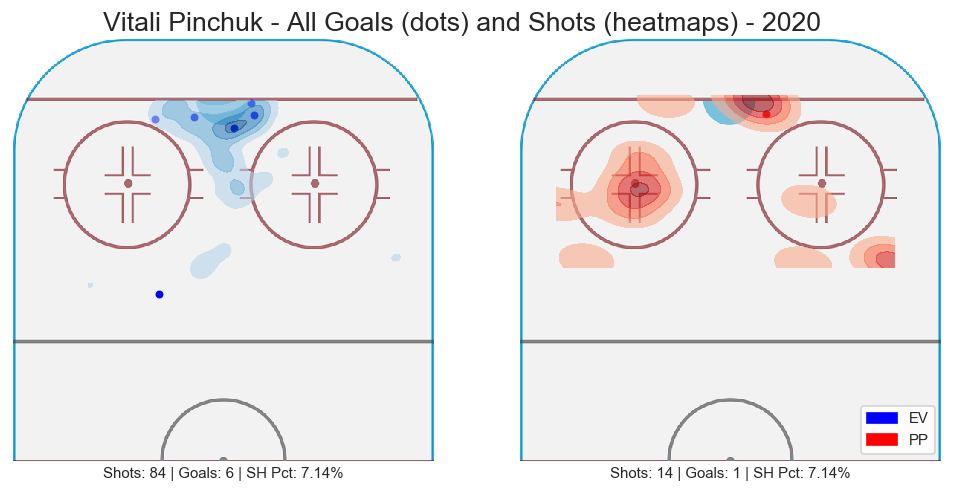 Vitali Pinchuk - All Goals (dots) and Shots (heatmaps) - 2020
EV
PP
Shots: 84 | Goals: 6 | SH Pct: 7.14%
Shots: 14 | Goals: 1 | SH Pct: 7.14%